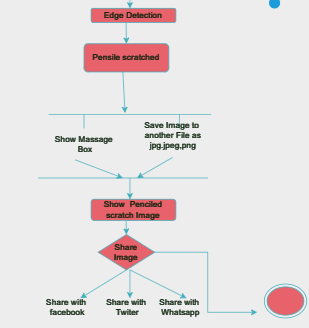 Edge Detection
Pensile scratched
Show Massage
Box
Save Image to
another File as
jpg.jpeg,png
Show Penciled
scratch Image
Share
Image
Share with
facebook
Share with
Twiter
Share with
Whatsapp